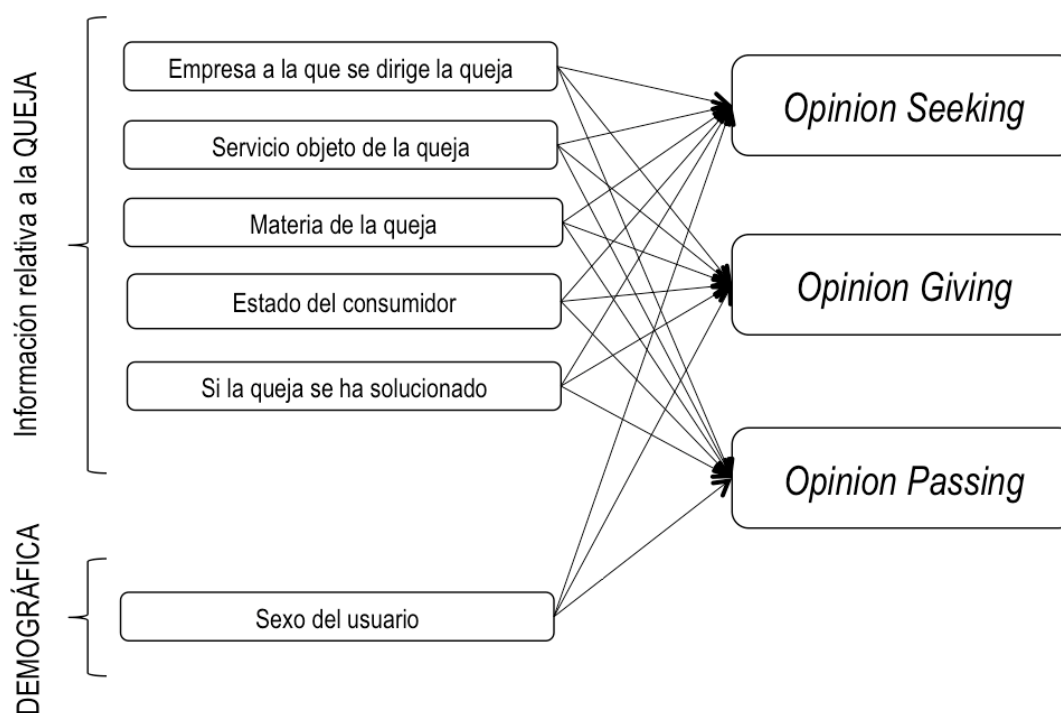 Información relativa a la QUEJA
Empresa a la que se dirige la queja
Servicio objeto de la queja
Materia de la queja
Estado del consumidor
Si la queja se ha solucionado
DEMOGRÁFICA
Sexo del usuario
Opinion Seeking
Opinion Giving
Opinion Passing